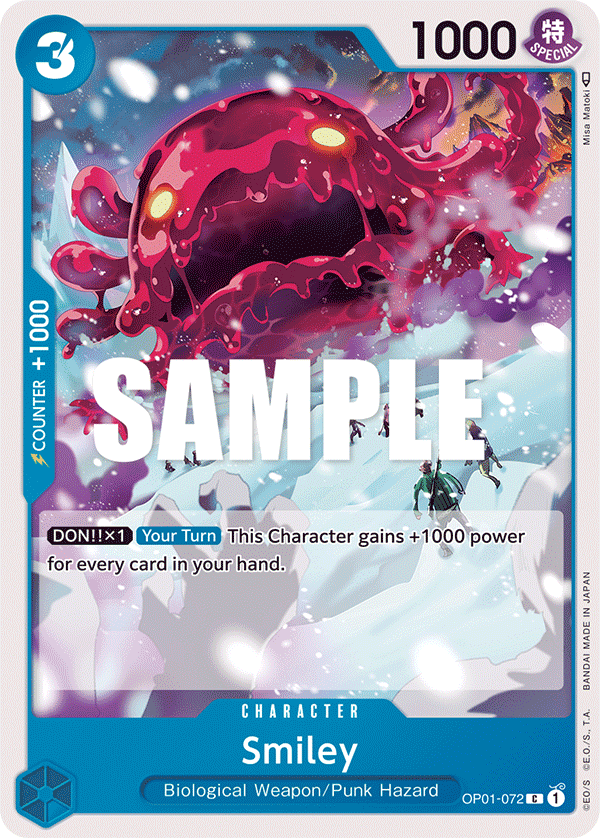 3
1000
特
SPECIAL
Misa Matoki
COUNTER +1000
SAMPLE
DON!!×1 Your Turn This Character gains +1000 power
for every card in your hand.
CHARACTER
Smiley
Biological Weapon/Punk Hazard
OP01-072 C 1
©E.O/S ©E.O./S., T.A. BANDAI MADE IN JAPAN